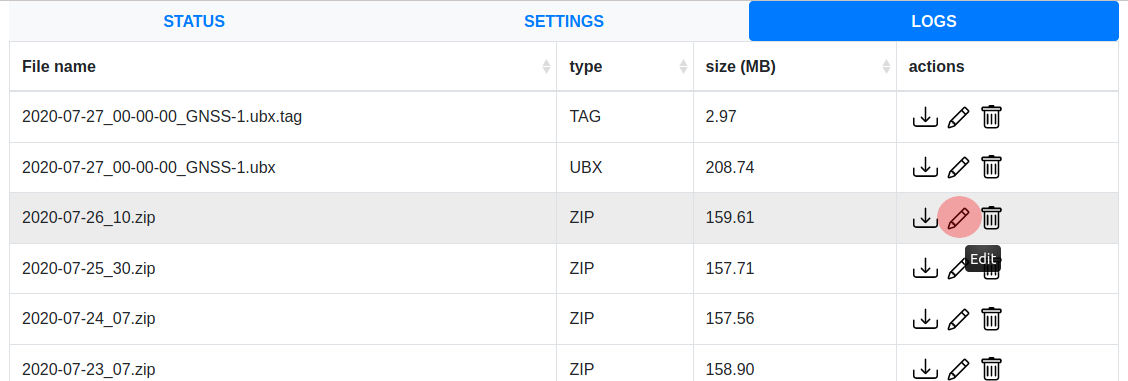 STATUS SETTINGS LOGS
File name type size (MB) actions
2020-07-27_00-00-00_GNSS-1.ubx.tag TAG 2.97
2020-07-27_00-00-00_GNSS-1.ubx UBX 208.74
2020-07-26_10.zip ZIP 159.61
Edit
2020-07-25_30.zip ZIP 157.71
2020-07-24_07.zip ZIP 157.56
2020-07-23_07.zip ZIP 158.90